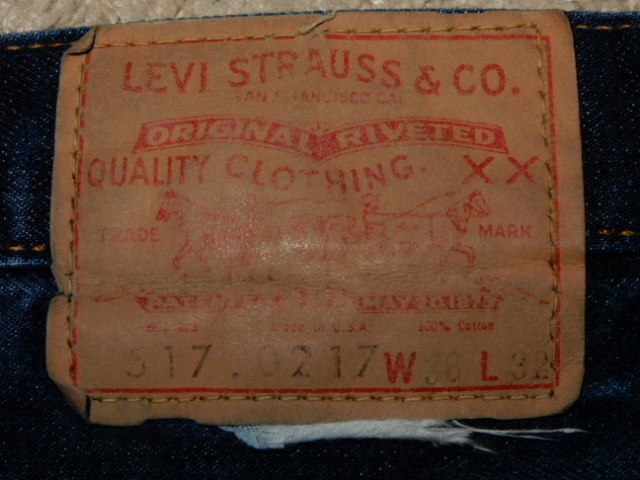 LEVI STRAUSS & CO.
SAN FRANCISCO CAL.
ORIGINAL RIVETED
QUALITY CLOTHING. XX
TRADE MARK
Made in U.S.A. 100% Cotton
517.0217 W L 32